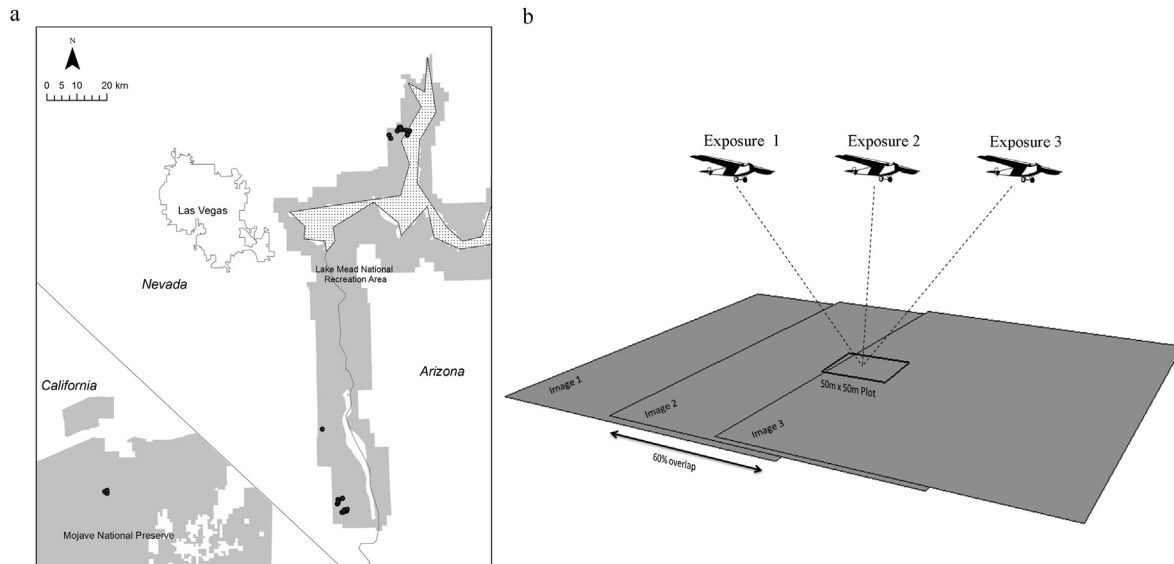 a
N
0 5 10 20 km
Las Vegas
Lake Mead National
Recreation Area
Nevada
Arizona
California
Mojave National Preserve
b
Exposure 1
Exposure 2
Exposure 3
Image 1
Image 2
Image 3
50m x 50m Plot
60% overlap